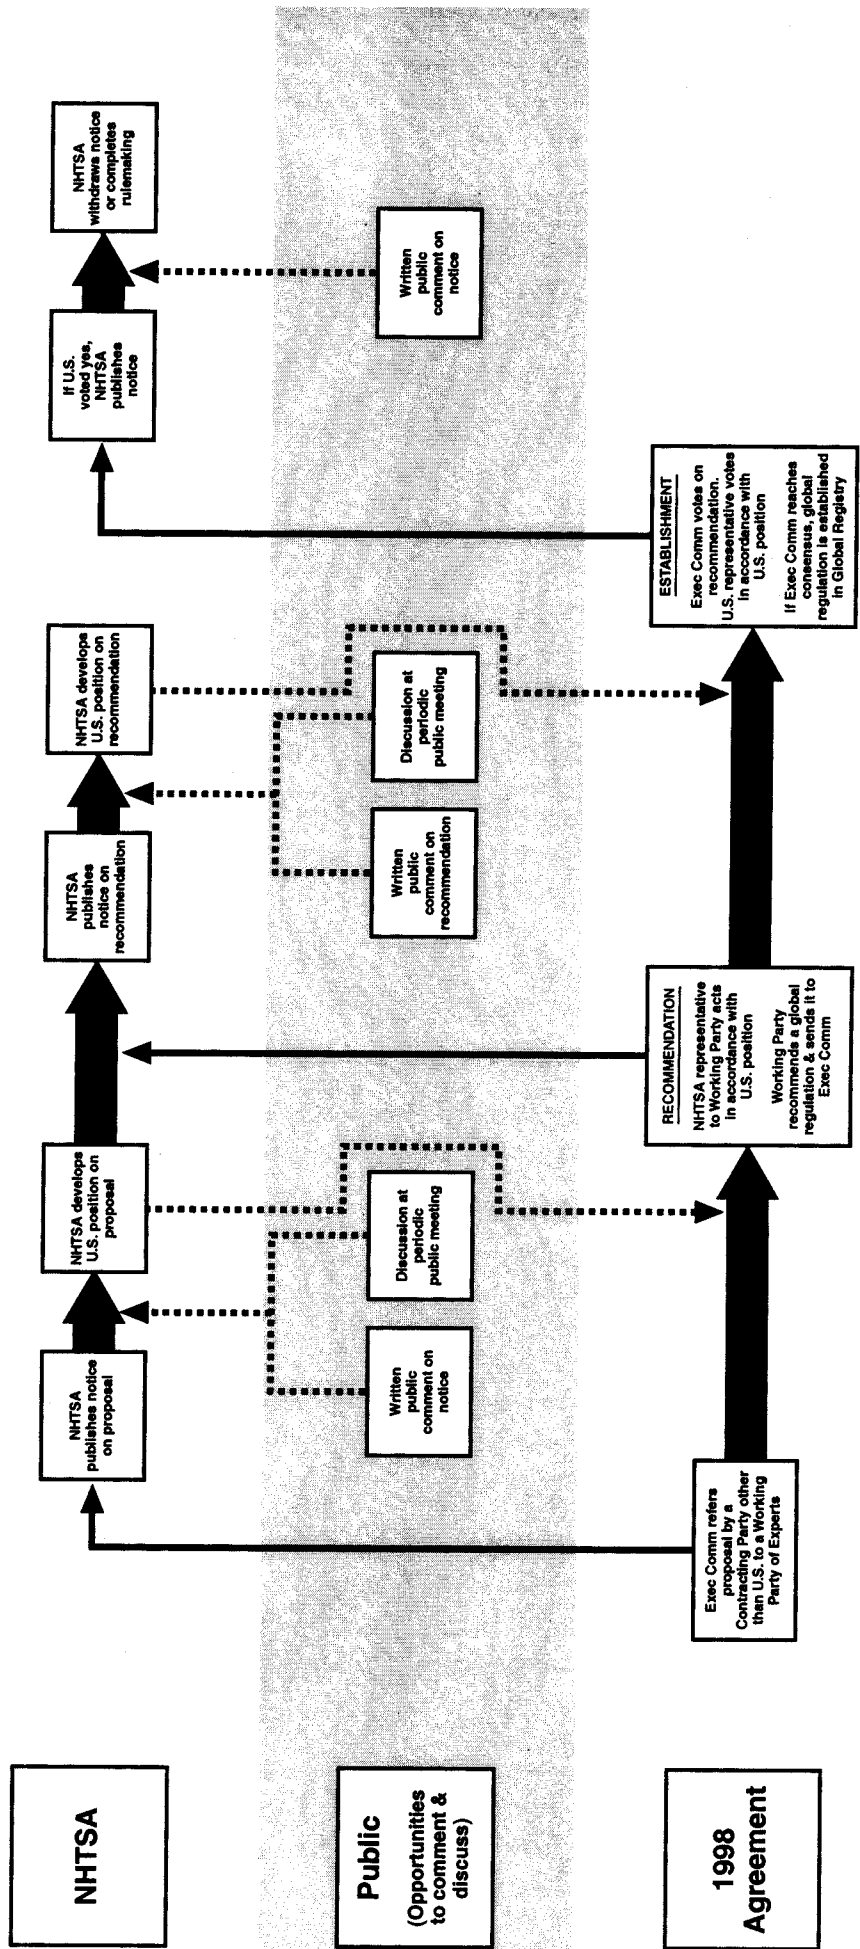 NHTSA
NHTSA
publishes notice
on proposal
NHTSA develops
U.S. position on
proposal
NHTSA
publishes
notice on
recommendation
NHTSA develops
U.S. position on
recommendation
If U.S.
voted yes,
NHTSA
publishes
notice
NHTSA
withdraws notice
or completes
rulemaking
Public
(Opportunities
to comment &
discuss)
Written
public
comment on
notice
Discussion at
periodic
public meeting
Written
public
comment on
recommendation
Discussion at
periodic
public meeting
Written
public
comment on
notice
1998
Agreement
Exec Comm refers
proposal by a
Contracting Party other
than U.S. to a Working
Party of Experts
RECOMMENDATION
NHTSA representative
to Working Party acts
in accordance with
U.S. position
Working Party
recommends a global
regulation & sends it to
Exec Comm
ESTABLISHMENT
Exec Comm votes on
recommendation.
U.S. representative votes
in accordance with
U.S. position
If Exec Comm reaches
consensus, global
regulation is established
in Global Registry